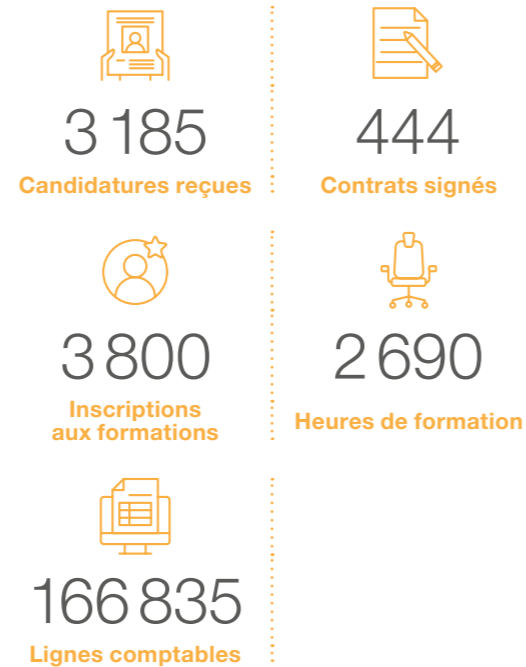 3 185
Candidatures reçues
444
Contrats signés
3 800
Inscriptions
aux formations
2 690
Heures de formation
166 835
Lignes comptables